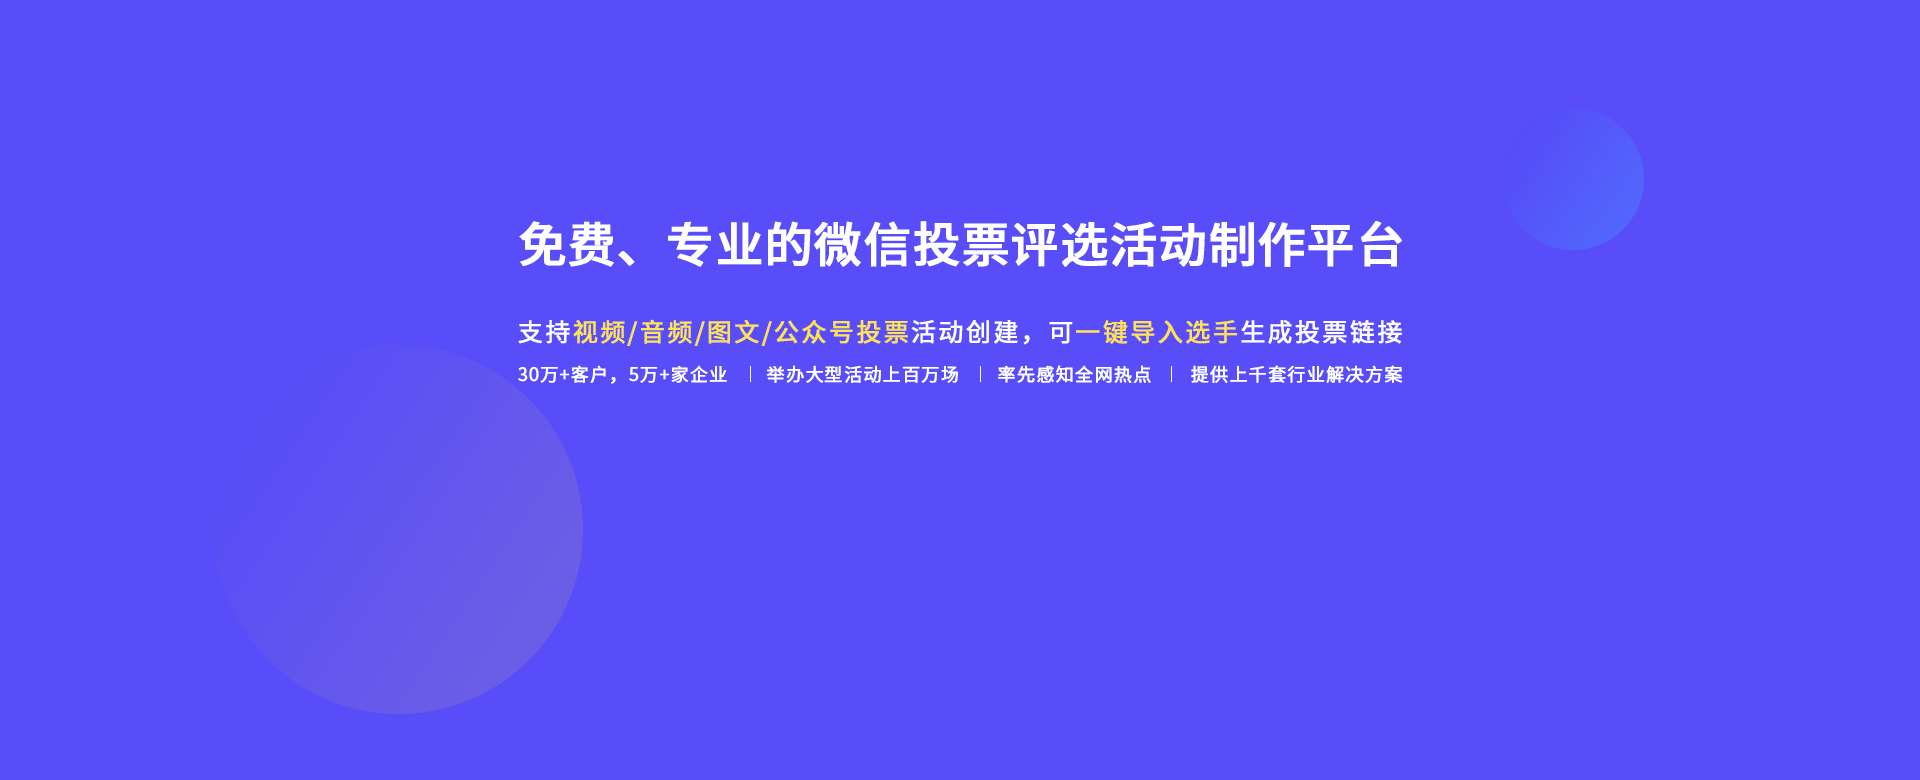 免费、专业的微信投票评选活动制作平台
支持视频/音频/图文/公众号投票活动创建，可一键导入选手生成投票链接
30万+客户，5万+家企业 | 举办大型活动上百万场 | 率先感知全网热点 | 提供上千套行业解决方案